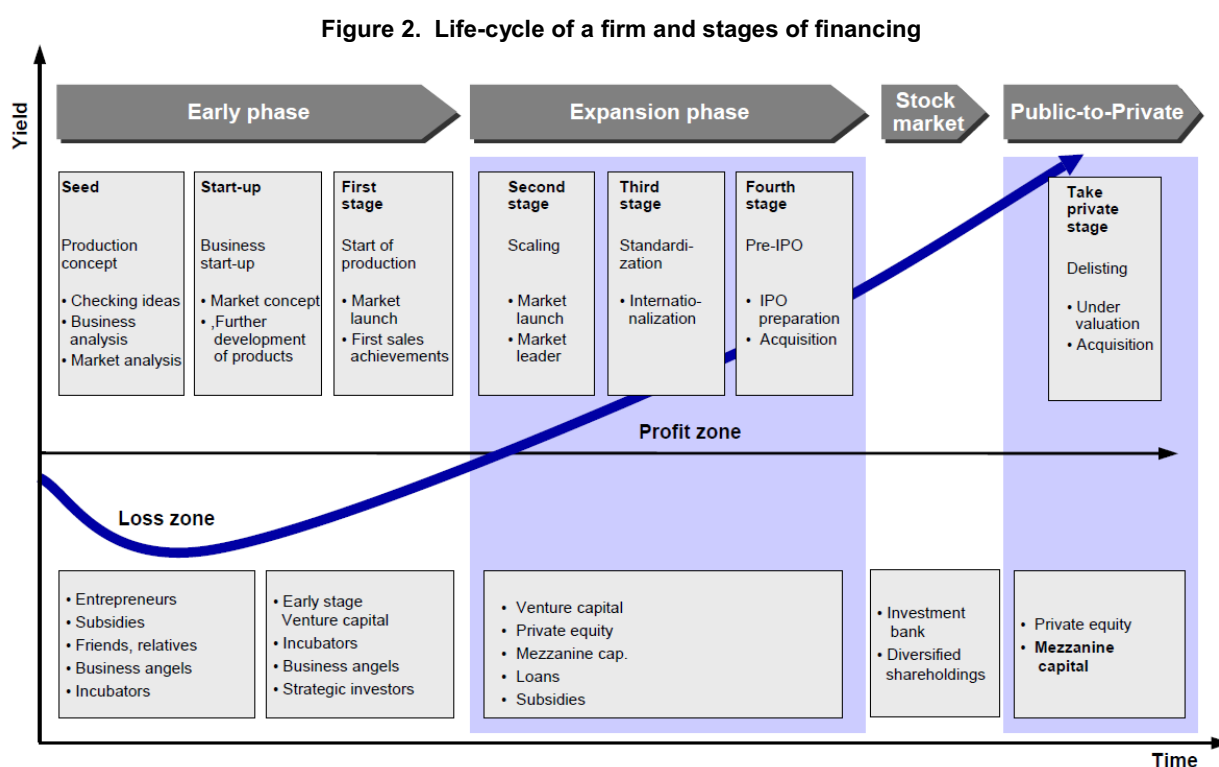 Figure 2.  Life-cycle of a firm and stages of financing
Yield
Early phase
Expansion phase
Stock
market
Public-to-Private
Seed
Production
concept
• Checking ideas
• Business
analysis
• Market analysis
Start-up
Business
start-up
• Market concept
• ,Further
development
of products
First
stage
Start of
production
• Market
launch
• First sales
achievements
Second
stage
Scaling
• Market
launch
• Market
leader
Third
stage
Standardi-
zation
• Internatio-
nalization
Fourth
stage
Pre-IPO
• IPO
preparation
• Acquisition
Take
private
stage
Delisting
• Under
valuation
• Acquisition
Profit zone
Loss zone
• Entrepreneurs
• Subsidies
• Friends, relatives
• Business angels
• Incubators
• Early stage
Venture capital
• Incubators
• Business angels
• Strategic investors
• Venture capital
• Private equity
• Mezzanine cap.
• Loans
• Subsidies
• Investment
bank
• Diversified
shareholdings
• Private equity
• Mezzanine
capital
Time